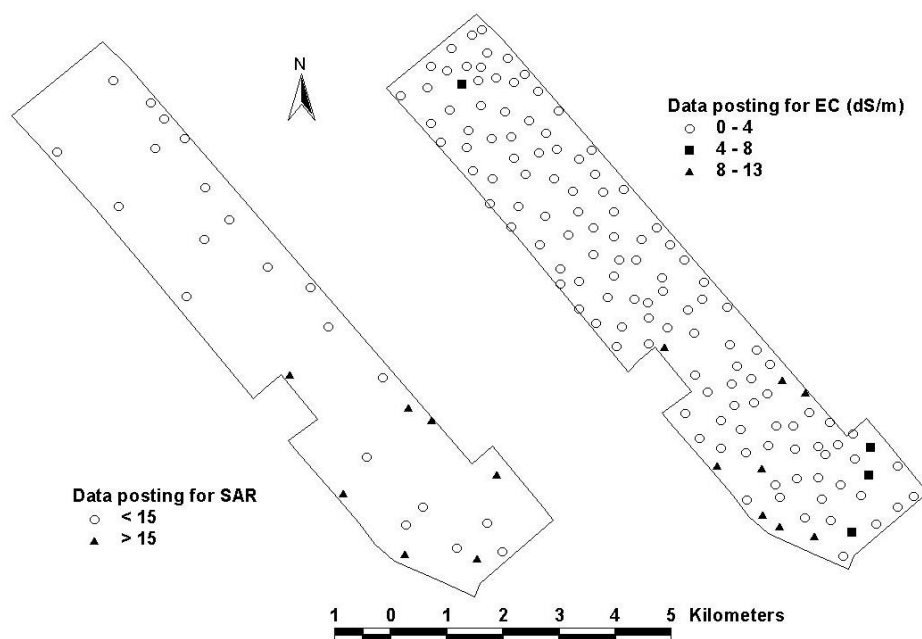 N
Data posting for EC (dS/m)
0 - 4
4 - 8
8 - 13
Data posting for SAR
< 15
> 15
1 0 1 2 3 4 5 Kilometers